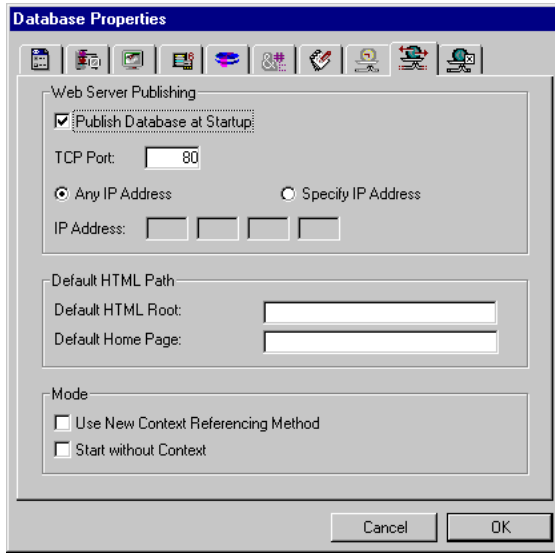 Database Properties
&#
Web Server Publishing
Publish Database at Startup
TCP Port: 80
Any IP Address Specify IP Address
IP Address:
Default HTML Path
Default HTML Root:
Default Home Page:
Mode
Use New Context Referencing Method
Start without Context
Cancel OK